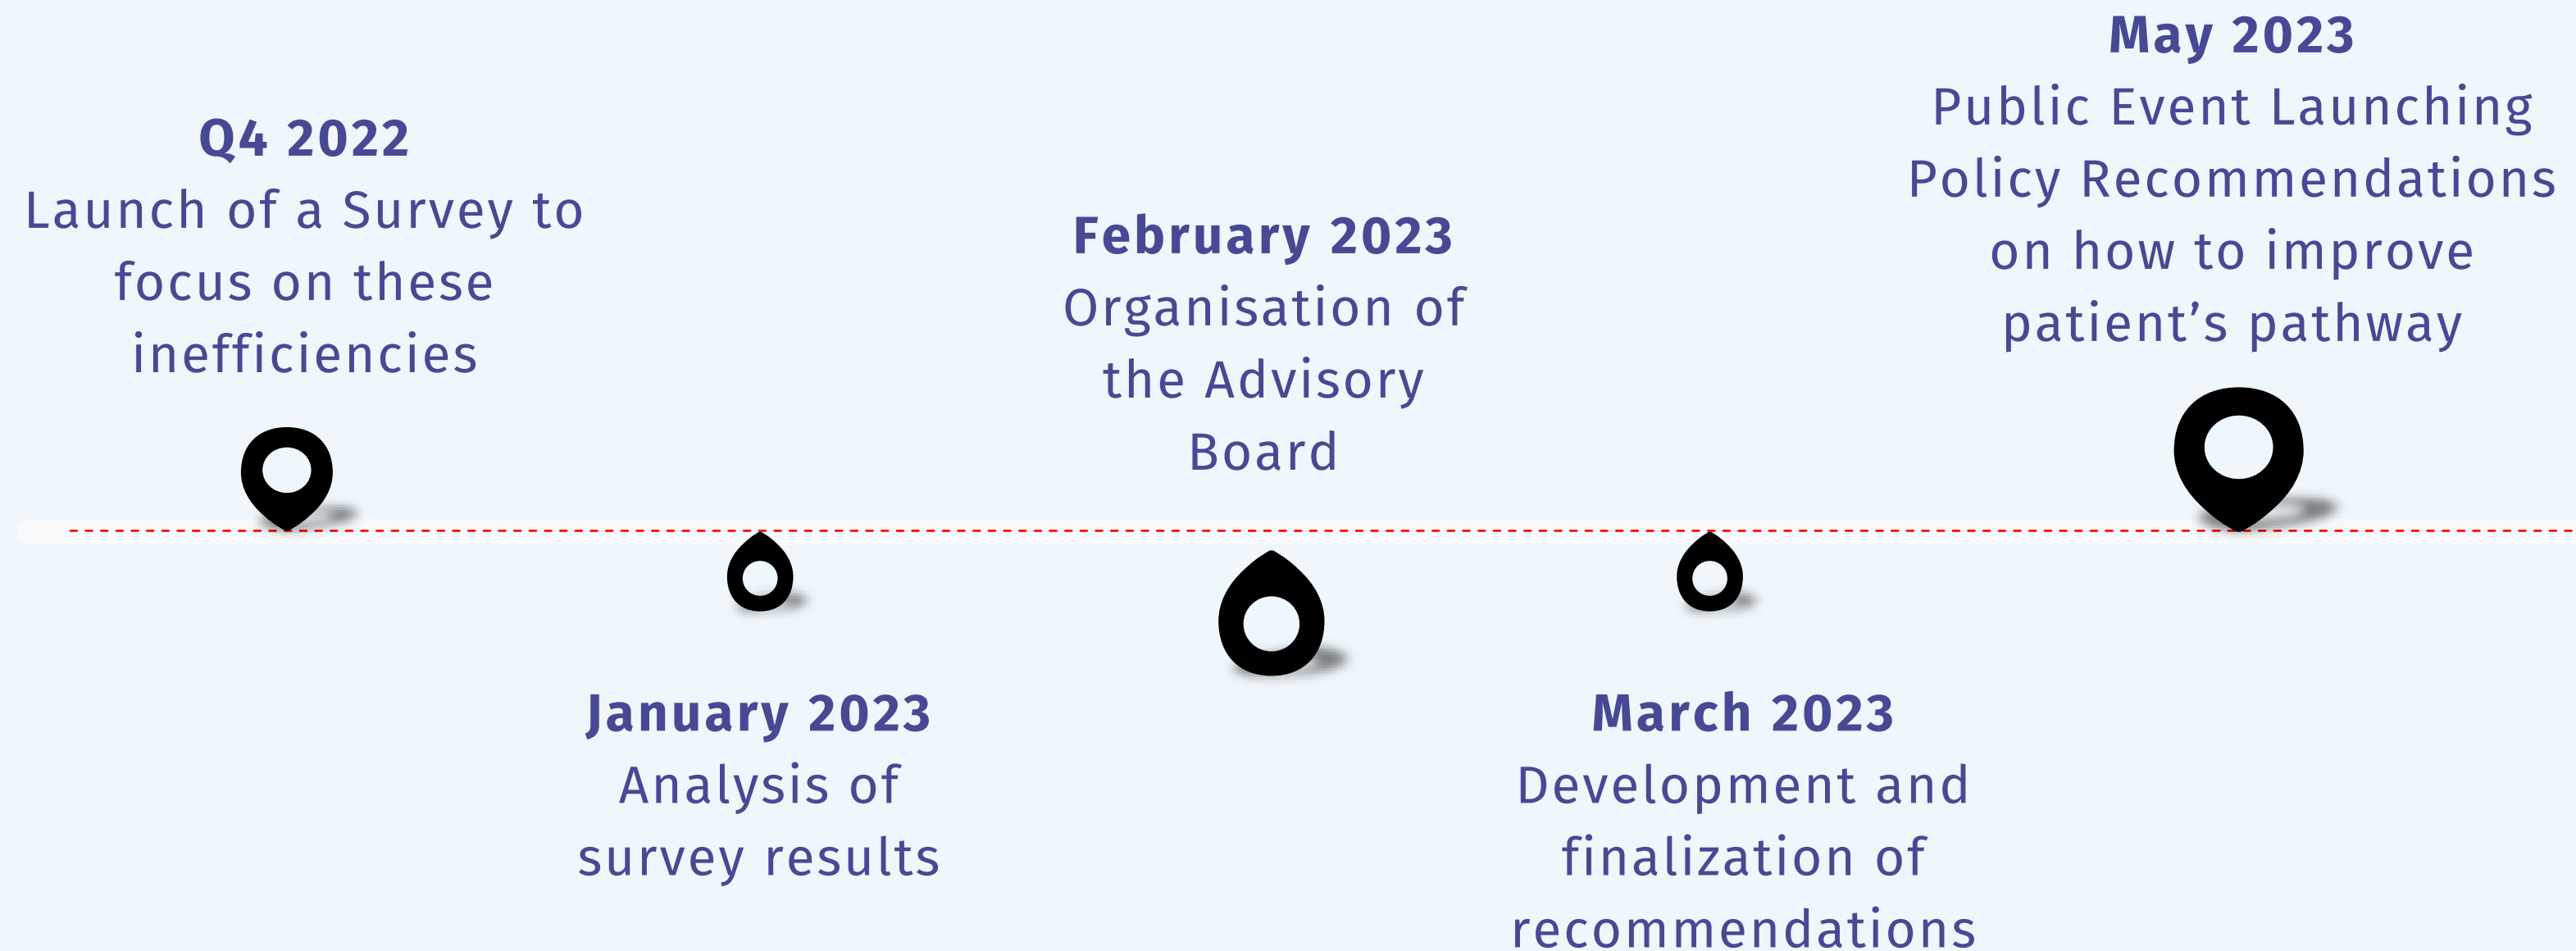 Q4 2022
Launch of a Survey to
focus on these
inefficiencies
January 2023
Analysis of
survey results
February 2023
Organisation of
the Advisory
Board
March 2023
Development and
finalization of
recommendations
May 2023
Public Event Launching
Policy Recommendations
on how to improve
patient’s pathway